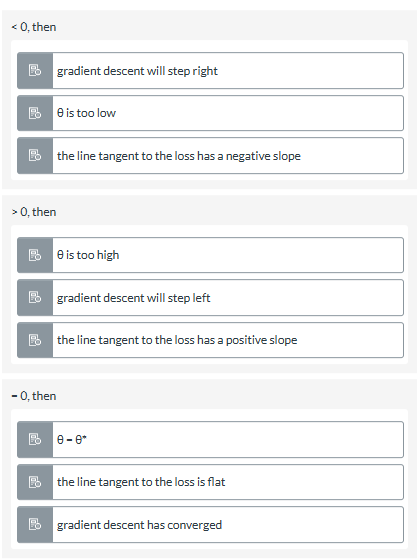 < 0, then
gradient descent will step right
θ is too low
the line tangent to the loss has a negative slope
> 0, then
θ is too high
gradient descent will step left
the line tangent to the loss has a positive slope
= 0, then
θ = θ*
the line tangent to the loss is flat
gradient descent has converged